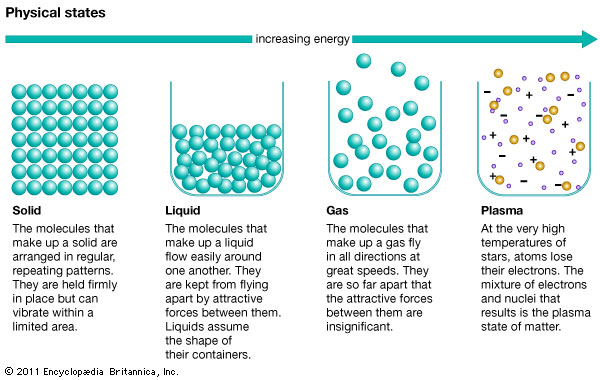 Physical states
increasing energy
Solid
The molecules that
make up a solid are
arranged in regular,
repeating patterns.
They are held firmly
in place but can
vibrate within a
limited area.
Liquid
The molecules that
make up a liquid
flow easily around
one another. They
are kept from flying
apart by attractive
forces between them.
Liquids assume
the shape of
their containers.
Gas
The molecules that
make up a gas fly
in all directions at
great speeds. They
are so far apart that
the attractive forces
between them are
insignificant.
Plasma
At the very high
temperatures of
stars, atoms lose
their electrons. The
mixture of electrons
and nuclei that
results is the plasma
state of matter.
© 2011 Encyclopædia Britannica, Inc.